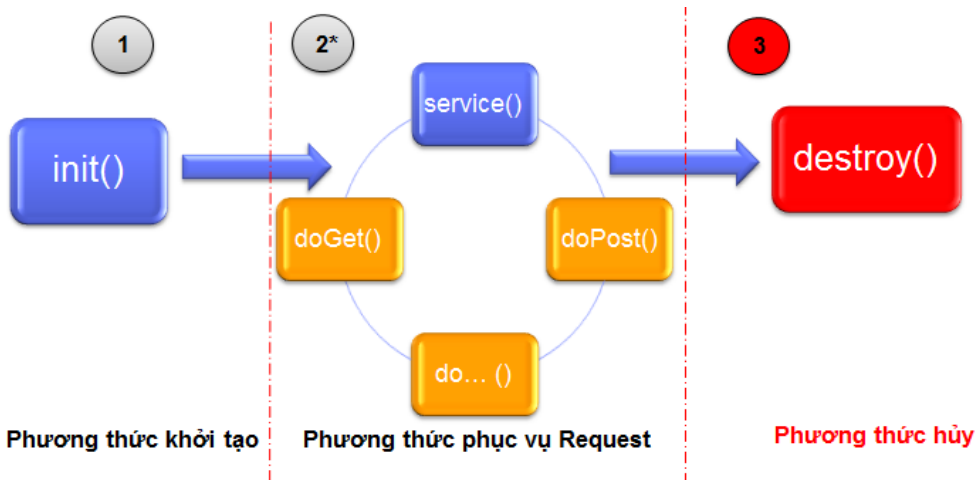 1
2*
3
service()
init()
destroy()
doGet()
doPost()
do... ()
Phương thức khởi tạo
Phương thức phục vụ Request
Phương thức hủy